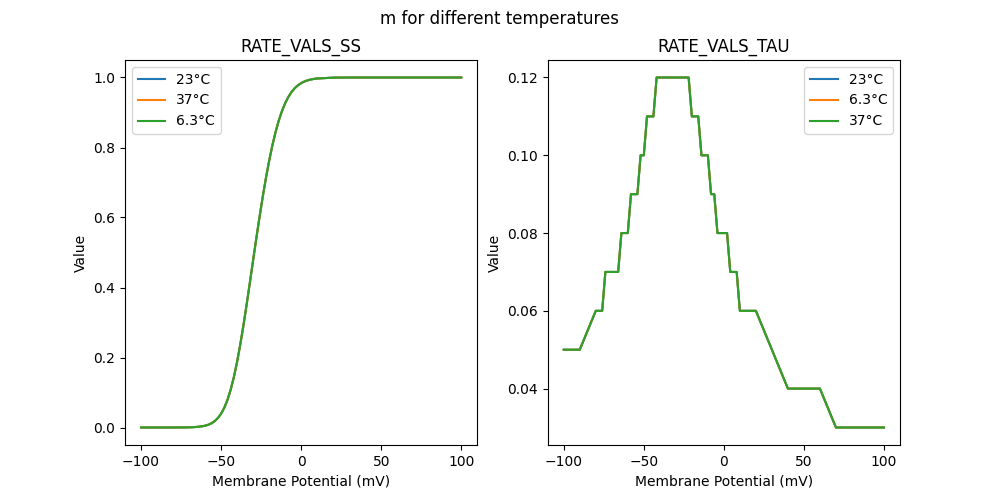 m for different temperatures
RATE_VALS_SS
RATE_VALS_TAU
23°C
37°C
6.3°C
1.0
0.8
0.6
0.4
0.2
0.0
Value
−100
−50
0
50
100
Membrane Potential (mV)
23°C
6.3°C
37°C
0.12
0.10
0.08
0.06
0.04
Value
−100
−50
0
50
100
Membrane Potential (mV)